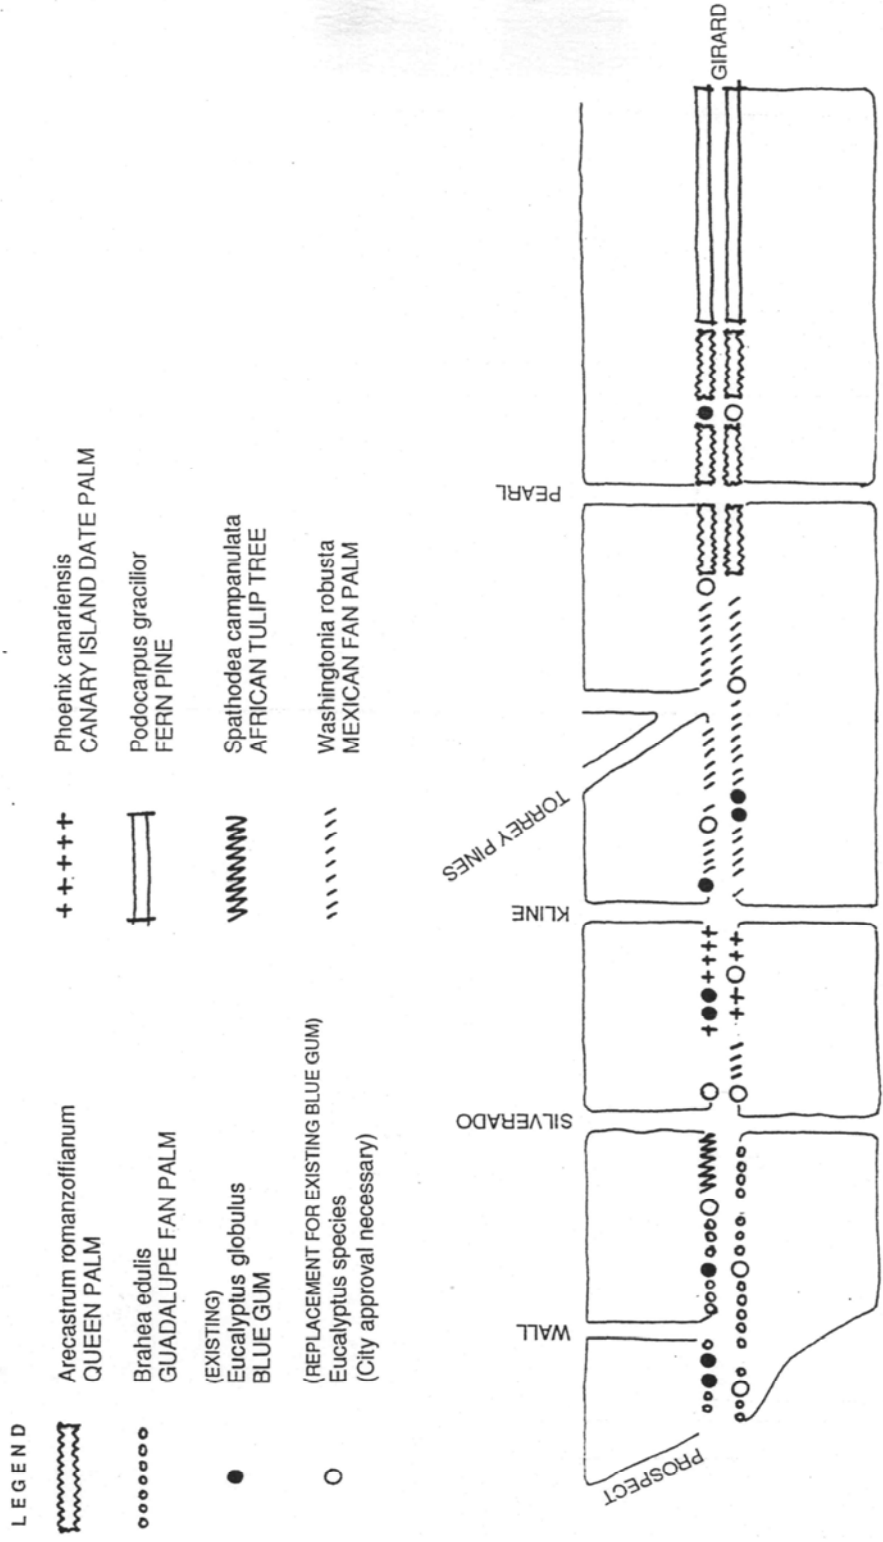 LEGEND
Arecastrum romanzoffianum
QUEEN PALM
Brahea edulis
GUADALUPE FAN PALM
(EXISTING)
Eucalyptus globulus
BLUE GUM
(REPLACEMENT FOR EXISTING BLUE GUM)
Eucalyptus species
(City approval necessary)
Phoenix canariensis
CANARY ISLAND DATE PALM
Podocarpus gracilior
FERN PINE
Spathodea campanulata
AFRICAN TULIP TREE
Washingtonia robusta
MEXICAN FAN PALM
PROSPECT
WALL
SILVERADO
KLINE
TORREY PINES
PEARL
GIRARD